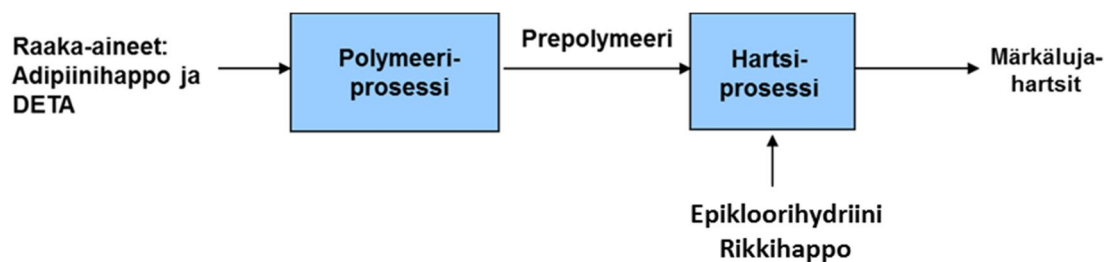 Raaka-aineet:
Adipiinihappo ja
DETA
Polymeeri-
prosessi
Prepolymeeri
Hartsi-
prosessi
Märkäluja-
hartsit
Epikloorihydriini
Rikkihappo